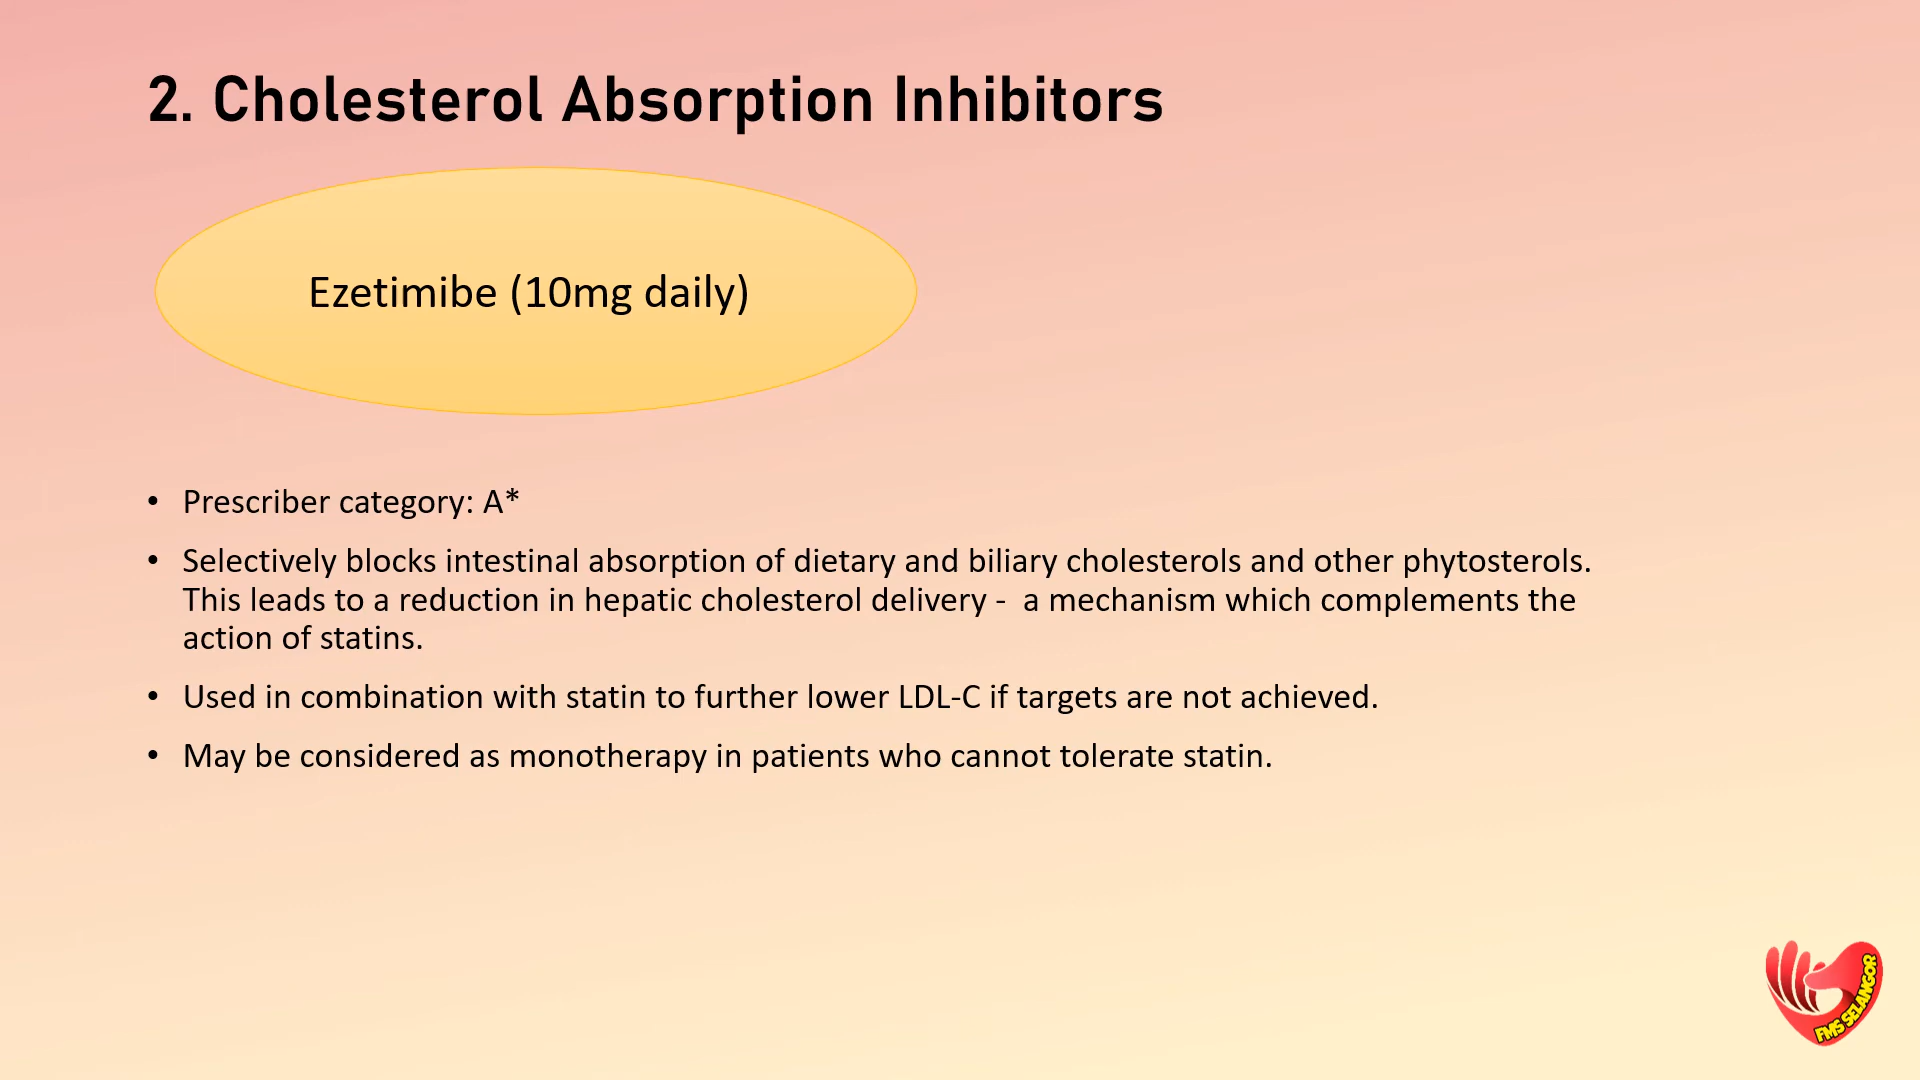 2. Cholesterol Absorption Inhibitors
Ezetimibe (10mg daily)
• Prescriber category: A*
• Selectively blocks intestinal absorption of dietary and biliary cholesterols and other phytosterols.
This leads to a reduction in hepatic cholesterol delivery -  a mechanism which complements the
action of statins.
• Used in combination with statin to further lower LDL-C if targets are not achieved.
• May be considered as monotherapy in patients who cannot tolerate statin.
FMS SELANGOR